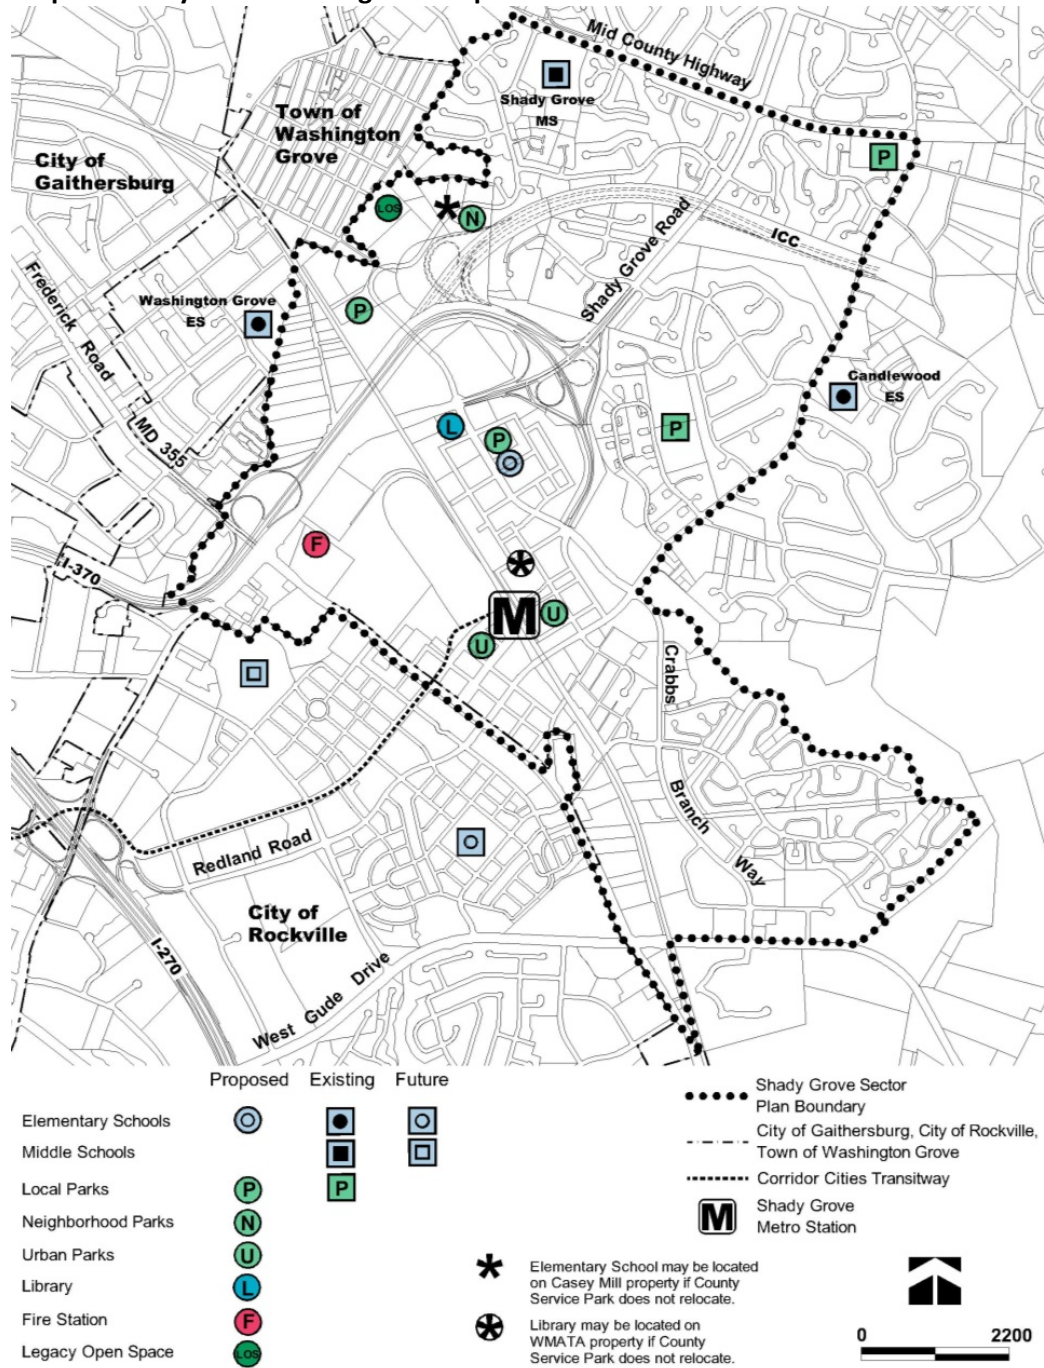 Mid County Highway
Shady Grove
MS
Town of
Washington
Grove
City of
Gaithersburg
P
LOS
N
ICC
Shady Grove Road
Frederick
Road
Washington Grove
ES
P
Candlewood
ES
MD 355
L
P
P
F
I-370
M
U
U
Crabbs
Branch
Way
Redland Road
City of
Rockville
I-270
West Gude Drive
Proposed Existing Future
Elementary Schools
Middle Schools
Local Parks P P
Neighborhood Parks N
Urban Parks U
Library L
Fire Station F
Legacy Open Space LOS
Shady Grove Sector
Plan Boundary
City of Gaithersburg, City of Rockville,
Town of Washington Grove
Corridor Cities Transitway
M Shady Grove
Metro Station
* Elementary School may be located
on Casey Mill property if County
Service Park does not relocate.
Library may be located on
WMATA property if County
Service Park does not relocate.
0 2200